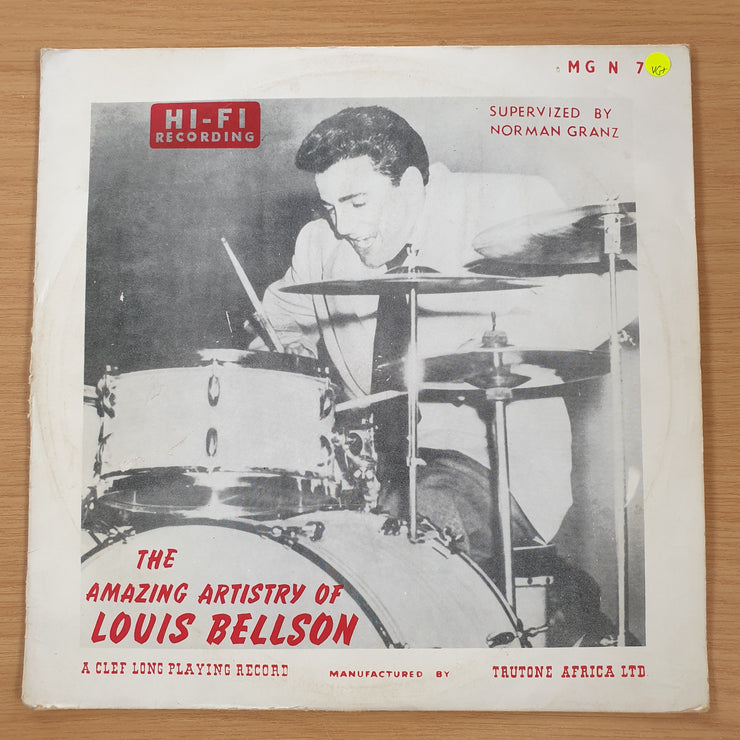 MG N 7
VG+
HI-FI
RECORDING
SUPERVIZED BY
NORMAN GRANZ
THE
AMAZING ARTISTRY OF
LOUIS BELLSON
A CLEF LONG PLAYING RECORD MANUFACTURED BY TRUTONE AFRICA LTD.